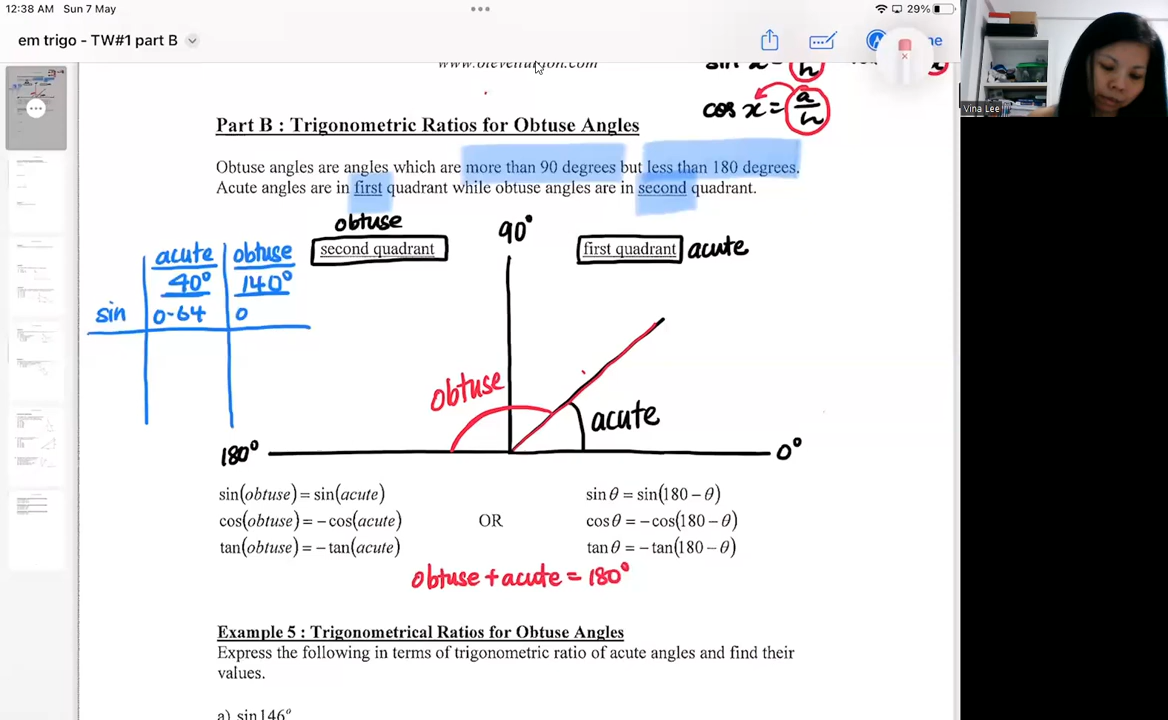 12:38 AM Sun 7 May
29%
em trigo - TW#1 part B
sin x = h
cos x = a/h
Part B : Trigonometric Ratios for Obtuse Angles
Vina Lee
Obtuse angles are angles which are more than 90 degrees but less than 180 degrees.
Acute angles are in first quadrant while obtuse angles are in second quadrant.
obtuse
second quadrant
90°
first quadrant acute
acute obtuse
40° 140°
sin 0.64 0
obtuse
acute
180°
0°
sin(obtuse) = sin(acute)
cos(obtuse) = −cos(acute)
tan(obtuse) = −tan(acute)
OR
sin θ = sin(180 − θ)
cos θ = −cos(180 − θ)
tan θ = −tan(180 − θ)
obtuse + acute = 180°
Example 5 : Trigonometrical Ratios for Obtuse Angles
Express the following in terms of trigonometric ratio of acute angles and find their
values.
a) sin146°